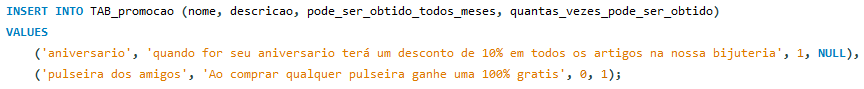 INSERT INTO TAB_promocao (nome, descricao, pode_ser_obtido_todos_meses, quantas_vezes_pode_ser_obtido)
VALUES
('aniversario', 'quando for seu aniversario terá um desconto de 10% em todos os artigos na nossa bijuteria', 1, NULL),
('pulseira dos amigos', 'Ao comprar qualquer pulseira ganhe uma 100% gratis', 0, 1);